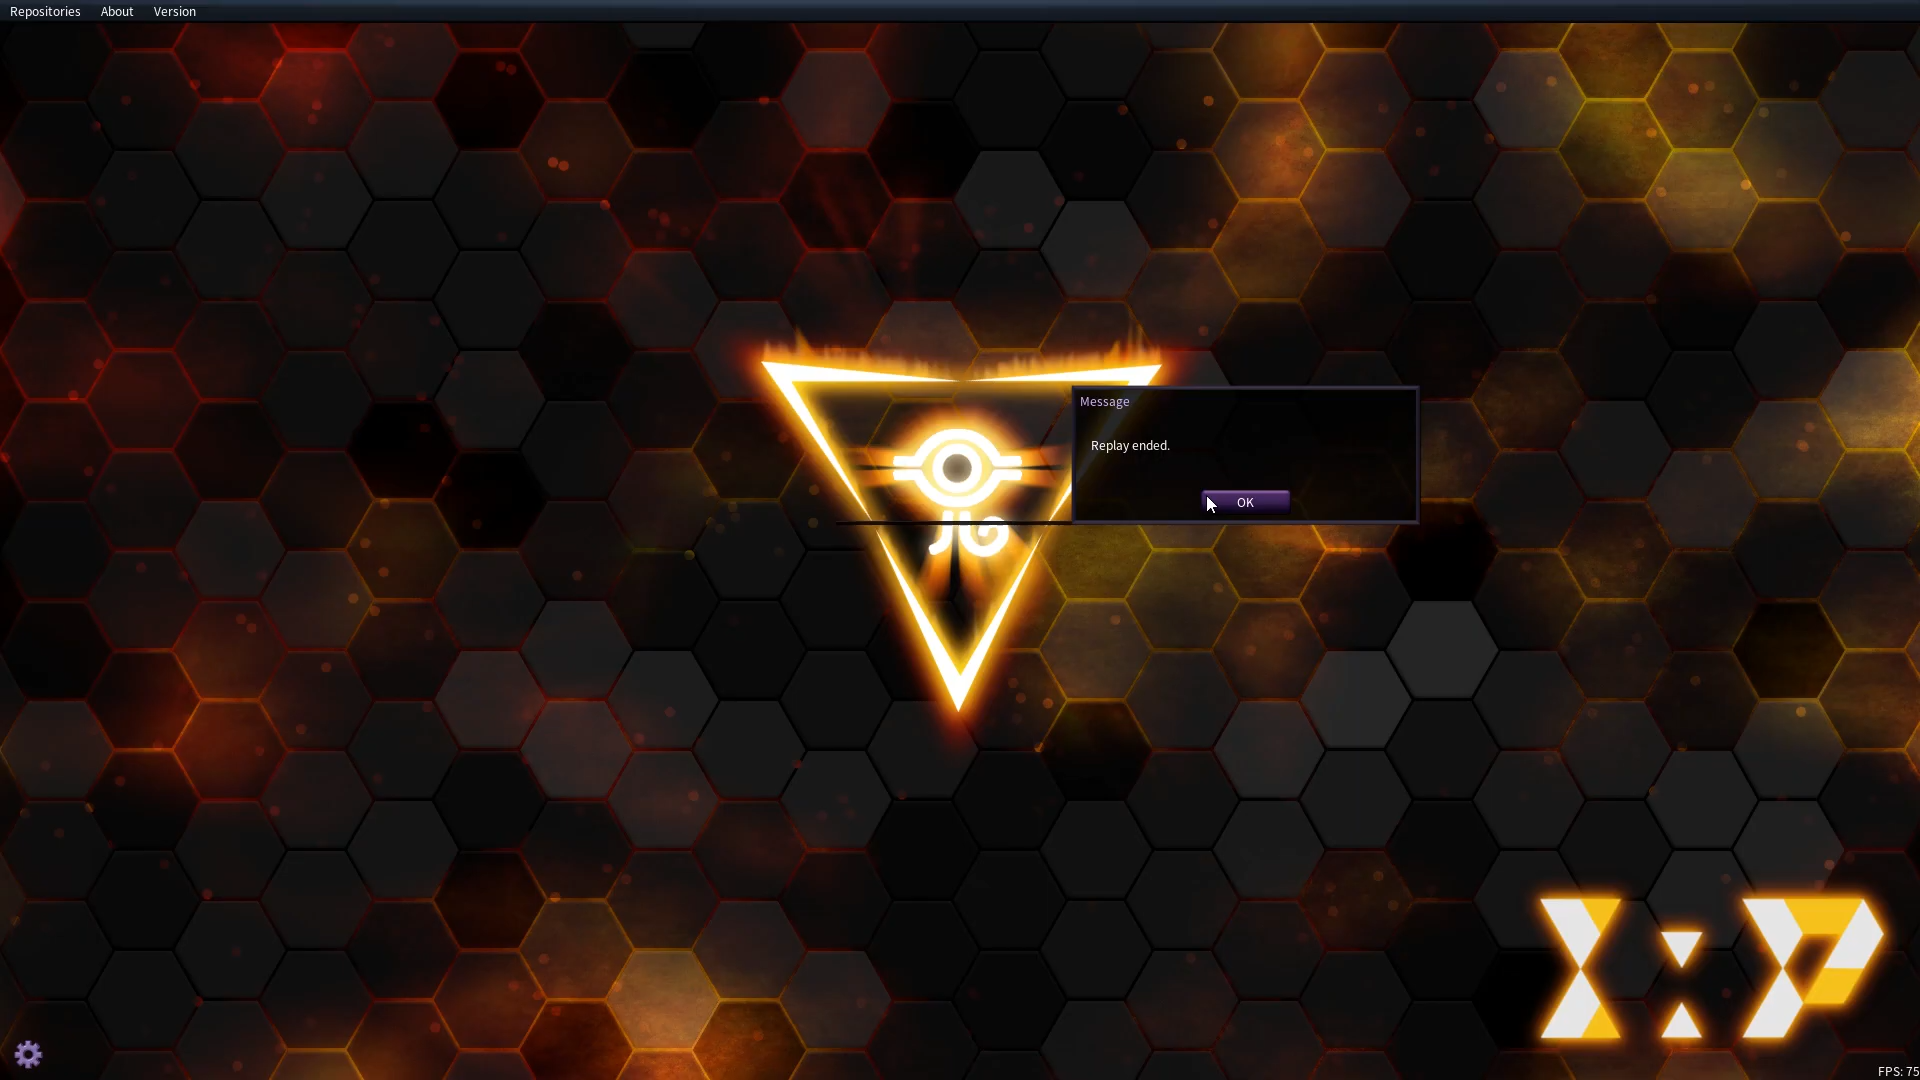 Repositories About Version
Message
Replay ended.
OK
FPS: 75